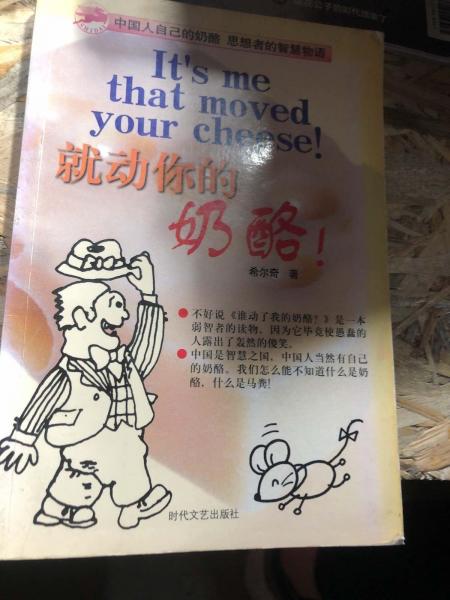 中国人自己的奶酪 思想者的智慧物语
It's me
that moved
your cheese!
就动你的
奶酪!
希尔奇 著
●不好说《谁动了我的奶酪?》是一本
弱智者的读物，因为它毕竟使愚蠢的
人露出了轰然的傻笑。
●中国是智慧之国，中国人当然有自己
的奶酪。我们怎么能不知道什么是奶
酪，什么是马粪!
时代文艺出版社